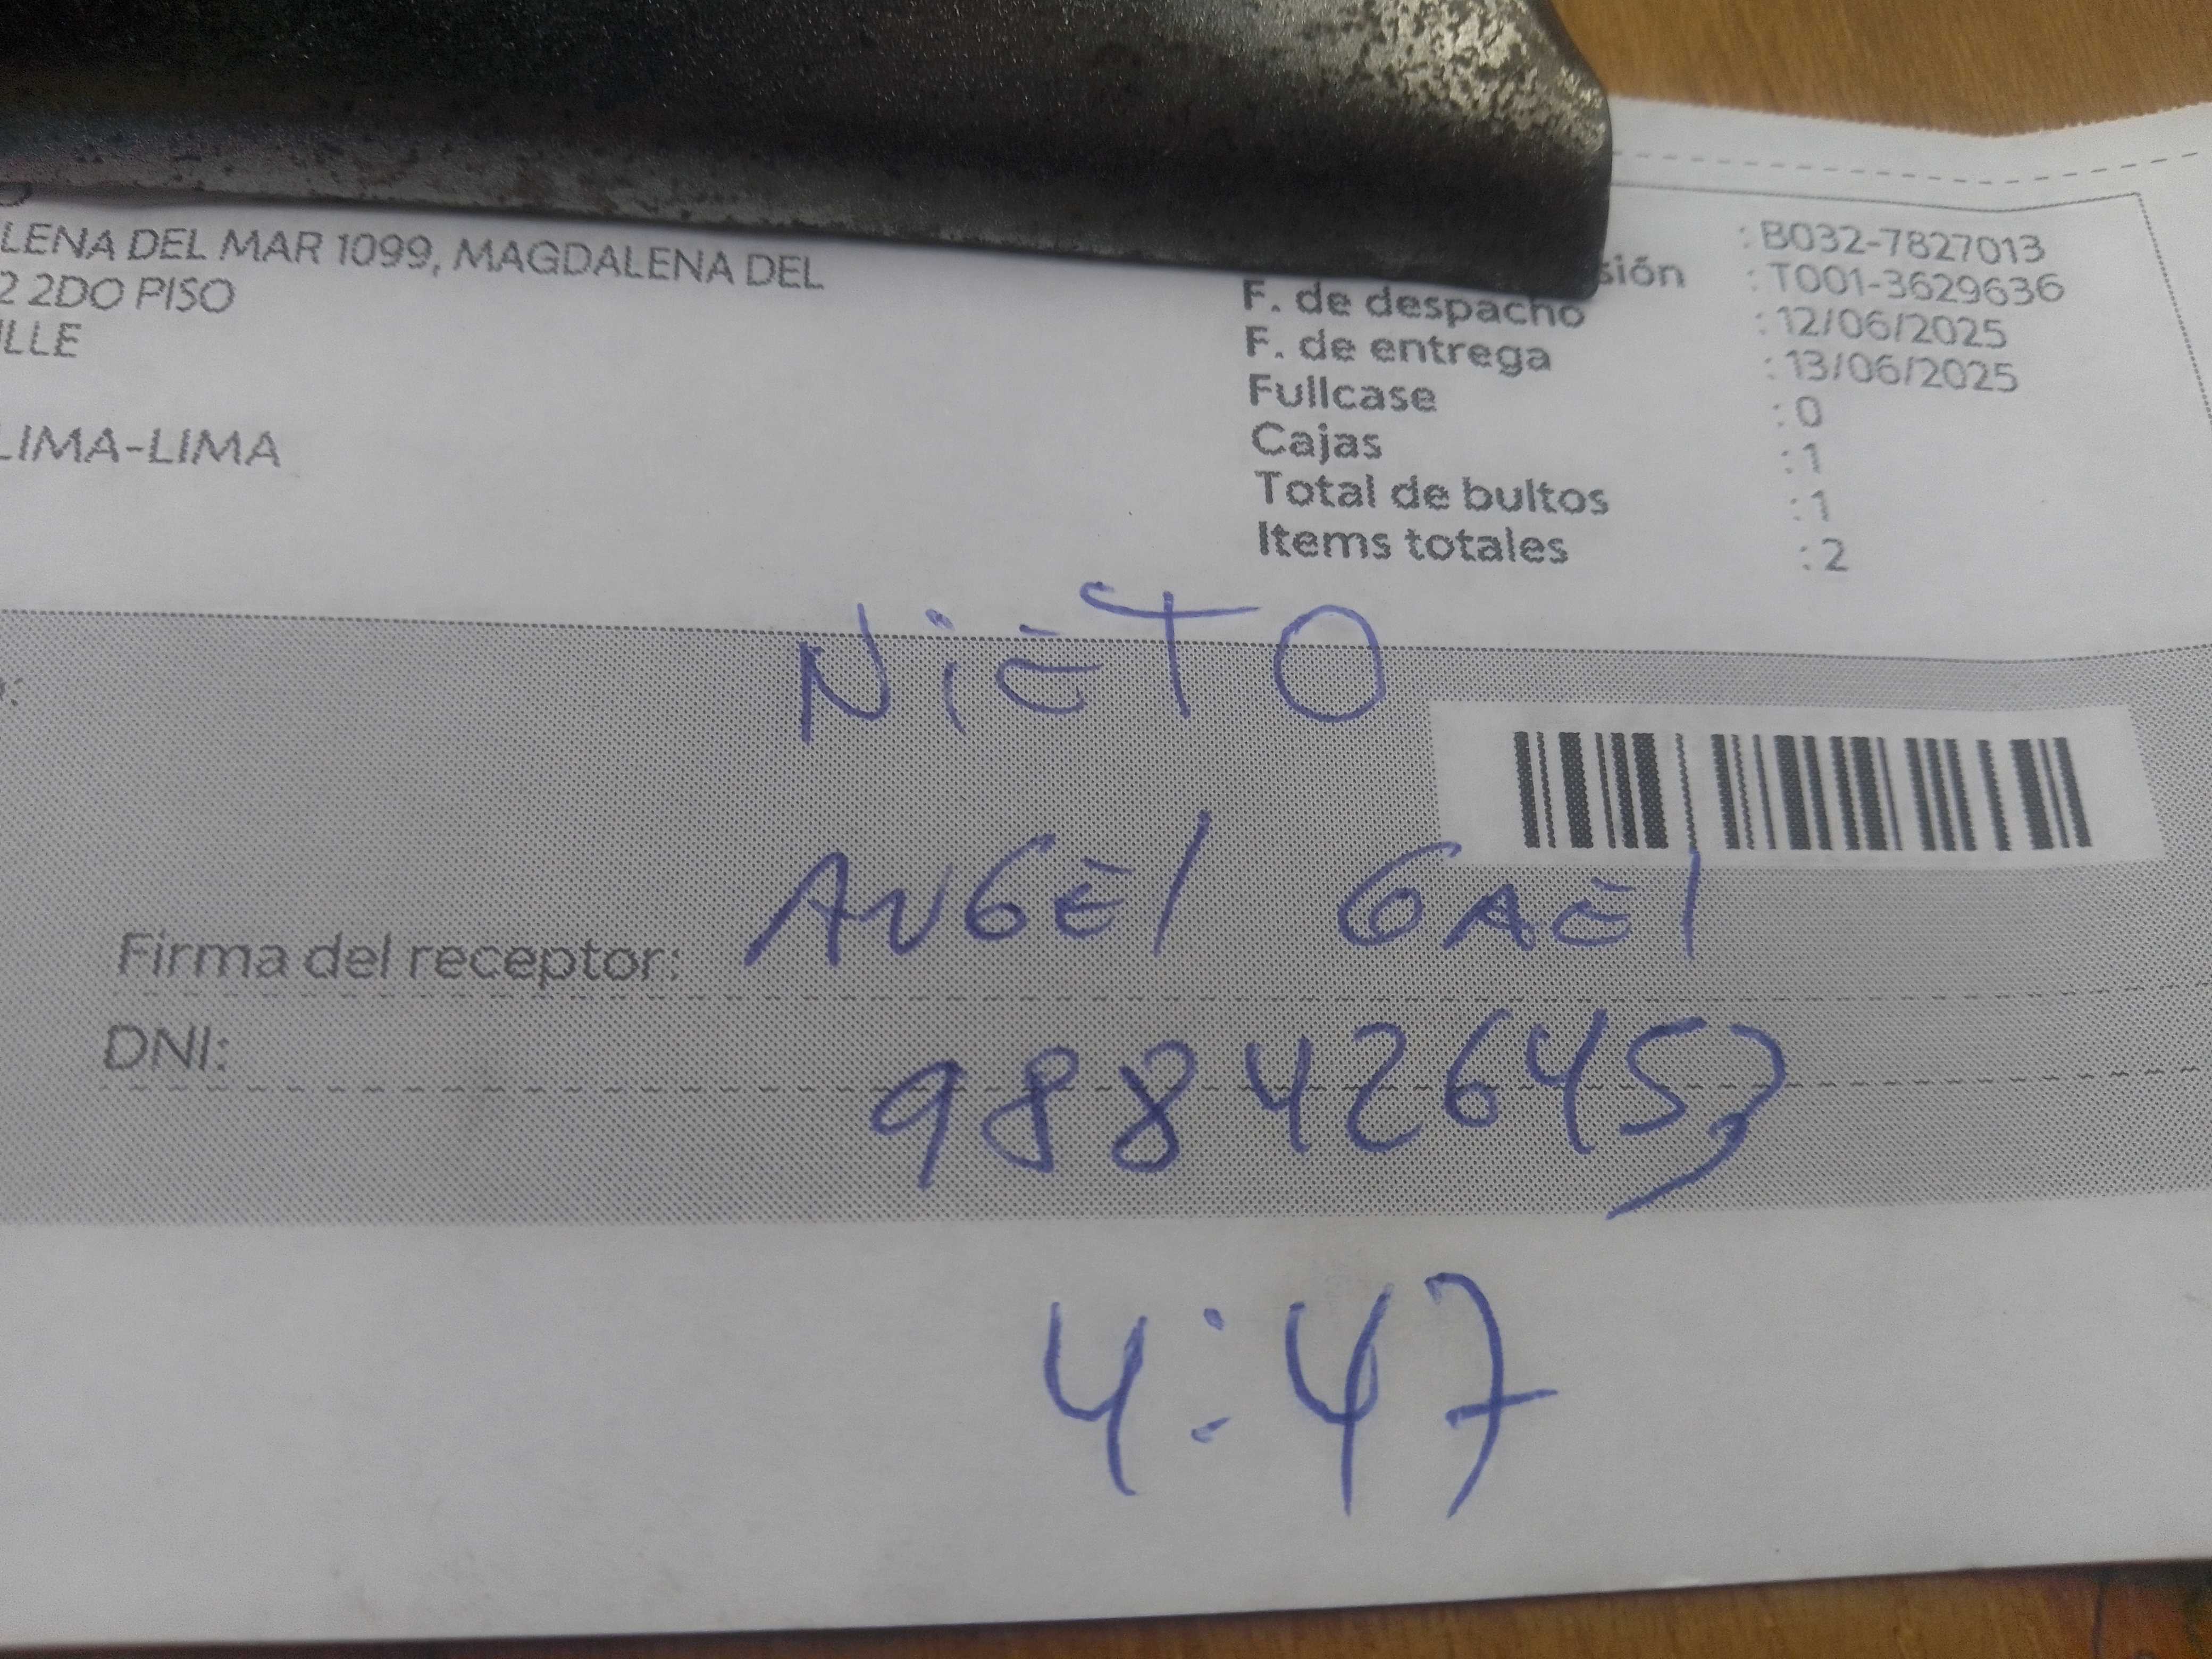 LENA DEL MAR 1099, MAGDALENA DEL
2 2DO PISO
LLE
LIMA-LIMA
: B032-7827013
sión : T001-3629636
F. de despacho : 12/06/2025
F. de entrega : 13/06/2025
Fullcase : 0
Cajas : 1
Total de bultos : 1
Items totales : 2
NiETO
Firma del receptor: ANGEl GAEl
DNI: 988426453
4:47